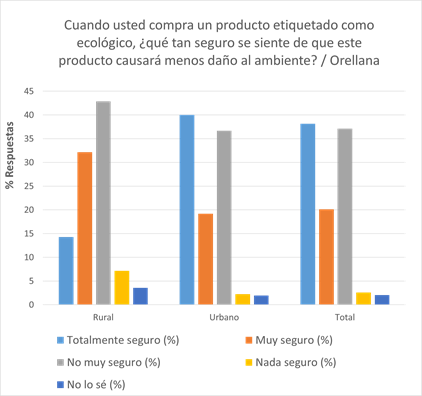 Cuando usted compra un producto etiquetado como
ecológico, ¿qué tan seguro se siente de que este
producto causará menos daño al ambiente? / Orellana
% Respuestas
45
40
35
30
25
20
15
10
5
0
Rural
Urbano
Total
Totalmente seguro (%)
Muy seguro (%)
No muy seguro (%)
Nada seguro (%)
No lo sé (%)